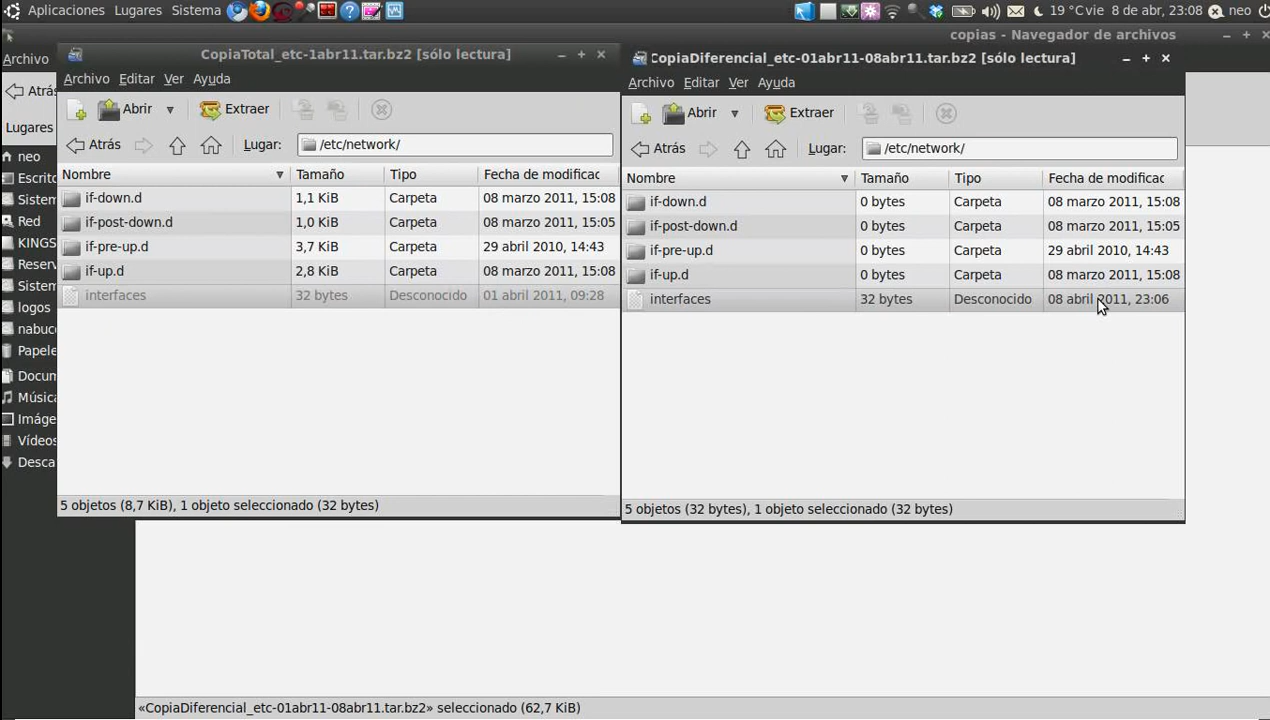 Aplicaciones Lugares Sistema
19 °C vie 8 de abr, 23:08 neo
copias - Navegador de archivos
Archivo
Atrás
Lugares
neo
Escrito
Sistem
Red
KINGS
Reserv
Sistem
logos
nabuc
Papele
Docum
Música
Imáge
Vídeos
Desca
CopiaTotal_etc-1abr11.tar.bz2 [sólo lectura]
Archivo Editar Ver Ayuda
Abrir Extraer
Atrás Lugar: /etc/network/
Nombre Tamaño Tipo Fecha de modificac
if-down.d 1,1 KiB Carpeta 08 marzo 2011, 15:08
if-post-down.d 1,0 KiB Carpeta 08 marzo 2011, 15:05
if-pre-up.d 3,7 KiB Carpeta 29 abril 2010, 14:43
if-up.d 2,8 KiB Carpeta 08 marzo 2011, 15:08
interfaces 32 bytes Desconocido 01 abril 2011, 09:28
5 objetos (8,7 KiB), 1 objeto seleccionado (32 bytes)
CopiaDiferencial_etc-01abr11-08abr11.tar.bz2 [sólo lectura]
Archivo Editar Ver Ayuda
Abrir Extraer
Atrás Lugar: /etc/network/
Nombre Tamaño Tipo Fecha de modificac
if-down.d 0 bytes Carpeta 08 marzo 2011, 15:08
if-post-down.d 0 bytes Carpeta 08 marzo 2011, 15:05
if-pre-up.d 0 bytes Carpeta 29 abril 2010, 14:43
if-up.d 0 bytes Carpeta 08 marzo 2011, 15:08
interfaces 32 bytes Desconocido 08 abril 2011, 23:06
5 objetos (32 bytes), 1 objeto seleccionado (32 bytes)
«CopiaDiferencial_etc-01abr11-08abr11.tar.bz2» seleccionado (62,7 KiB)